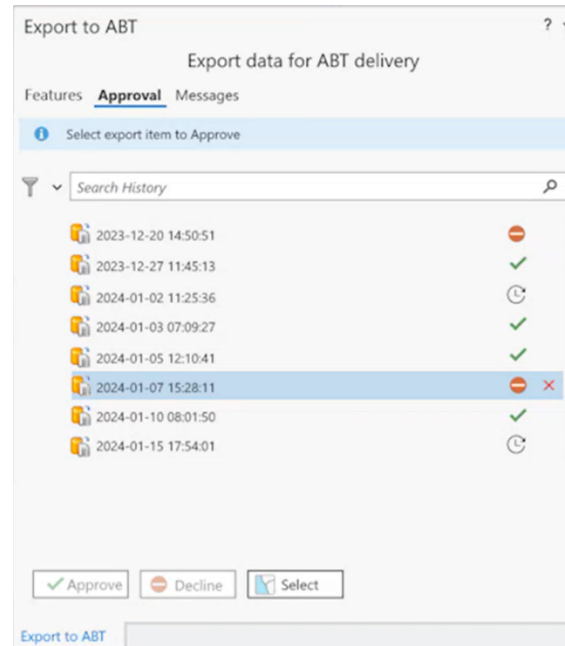 Export to ABT ?
Export data for ABT delivery
Features Approval Messages
Select export item to Approve
Search History
2023-12-20 14:50:51
2023-12-27 11:45:13
2024-01-02 11:25:36
2024-01-03 07:09:27
2024-01-05 12:10:41
2024-01-07 15:28:11
2024-01-10 08:01:50
2024-01-15 17:54:01
Approve Decline Select
Export to ABT